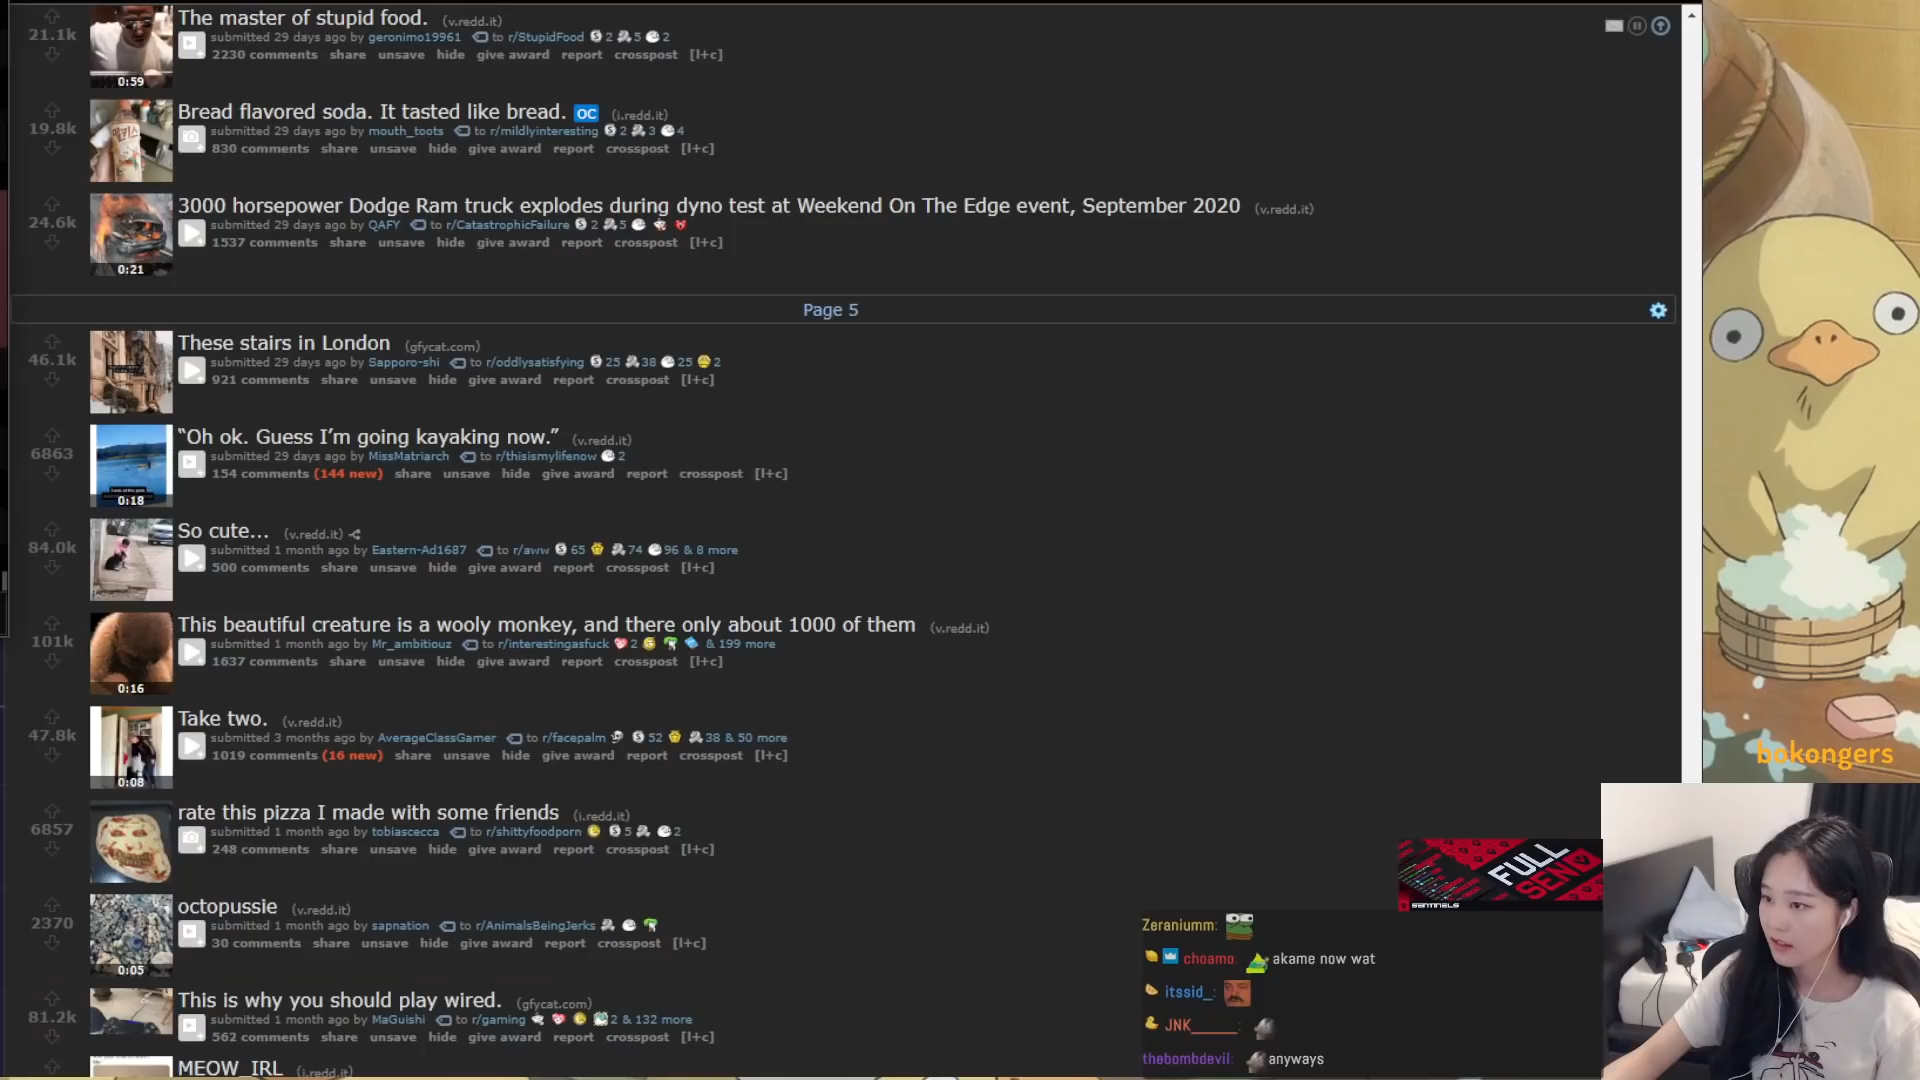 The master of stupid food. (v.redd.it)
21.1k
submitted 29 days ago by geronimo19961 to r/StupidFood 2 5 2
2230 comments share unsave hide give award report crosspost [l+c]
0:59
Bread flavored soda. It tasted like bread. OC (i.redd.it)
19.8k
submitted 29 days ago by mouth_toots to r/mildlyinteresting 2 3 4
830 comments share unsave hide give award report crosspost [l+c]
3000 horsepower Dodge Ram truck explodes during dyno test at Weekend On The Edge event, September 2020 (v.redd.it)
24.6k
submitted 29 days ago by QAFY to r/CatastrophicFailure 2 5
1537 comments share unsave hide give award report crosspost [l+c]
0:21
Page 5
These stairs in London (gfycat.com)
46.1k
submitted 29 days ago by Sapporo-shi to r/oddlysatisfying 25 38 25 2
921 comments share unsave hide give award report crosspost [l+c]
“Oh ok. Guess I’m going kayaking now.” (v.redd.it)
6863
submitted 29 days ago by MissMatriarch to r/thisismylifenow 2
154 comments (144 new) share unsave hide give award report crosspost [l+c]
0:18
So cute... (v.redd.it)
84.0k
submitted 1 month ago by Eastern-Ad1687 to r/aww 65 74 96 & 8 more
500 comments share unsave hide give award report crosspost [l+c]
This beautiful creature is a wooly monkey, and there only about 1000 of them (v.redd.it)
101k
submitted 1 month ago by Mr_ambitiouz to r/interestingasfuck 2 & 199 more
1637 comments share unsave hide give award report crosspost [l+c]
0:16
Take two. (v.redd.it)
47.8k
submitted 3 months ago by AverageClassGamer to r/facepalm 52 38 & 50 more
1019 comments (16 new) share unsave hide give award report crosspost [l+c]
0:08
bokongers
rate this pizza I made with some friends (i.redd.it)
6857
submitted 1 month ago by tobiascecca to r/shittyfoodporn 5 2
248 comments share unsave hide give award report crosspost [l+c]
FULL
SEND
SENTINELS
octopussie (v.redd.it)
2370
submitted 1 month ago by sapnation to r/AnimalsBeingJerks
30 comments share unsave hide give award report crosspost [l+c]
0:05
This is why you should play wired. (gfycat.com)
81.2k
submitted 1 month ago by MaGuishi to r/gaming 2 & 132 more
562 comments share unsave hide give award report crosspost [l+c]
MEOW_IRL (i.redd.it)
Zeraniumm:
choamo: akame now wat
itssid_:
JNK_____:
thebombdevil: anyways